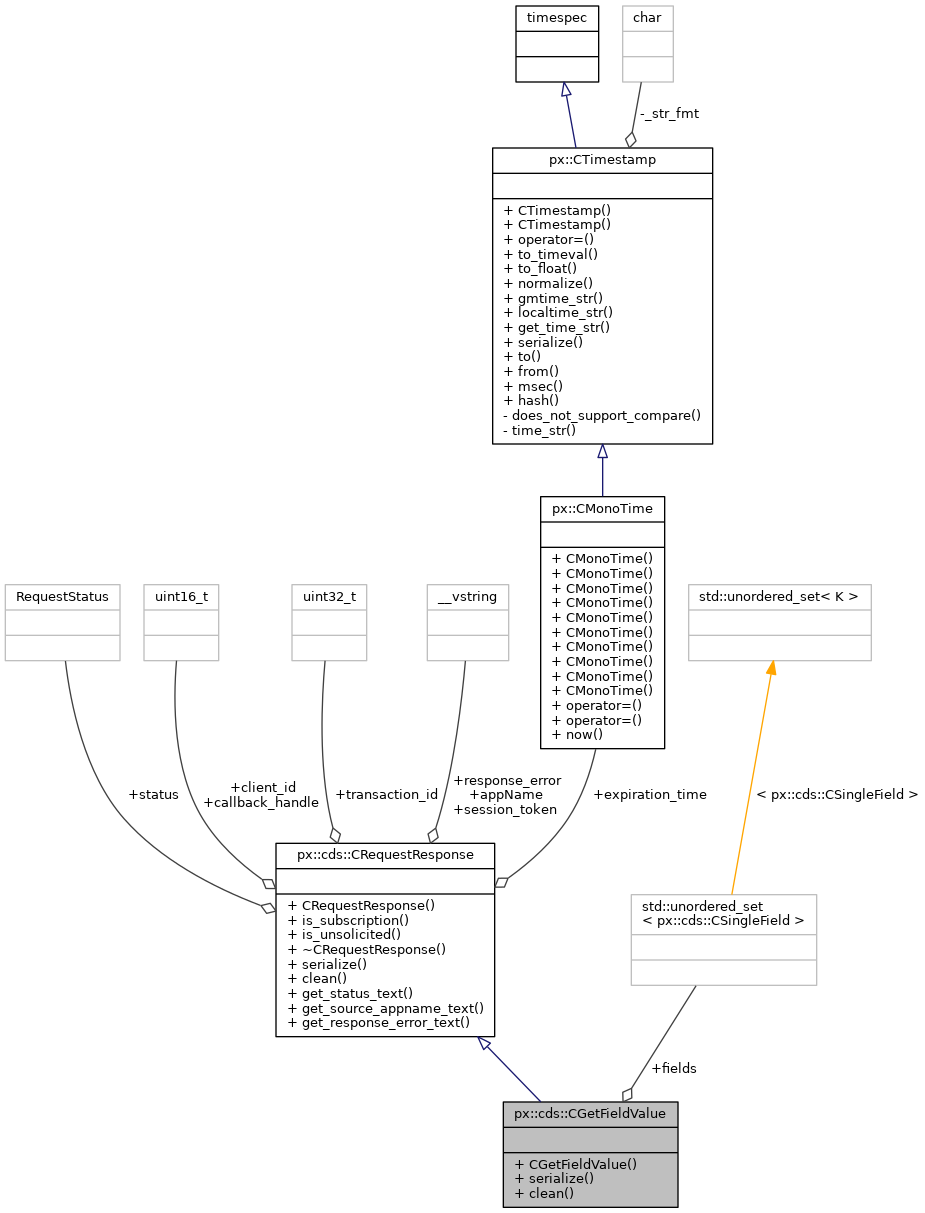 timespec
char
-_str_fmt
px::CTimestamp
+ CTimestamp()
+ CTimestamp()
+ operator=()
+ to_timeval()
+ to_float()
+ normalize()
+ gmtime_str()
+ localtime_str()
+ get_time_str()
+ serialize()
+ to()
+ from()
+ msec()
+ hash()
- does_not_support_compare()
- time_str()
px::CMonoTime
+ CMonoTime()
+ CMonoTime()
+ CMonoTime()
+ CMonoTime()
+ CMonoTime()
+ CMonoTime()
+ CMonoTime()
+ CMonoTime()
+ CMonoTime()
+ CMonoTime()
+ operator=()
+ operator=()
+ now()
RequestStatus
uint16_t
uint32_t
__vstring
std::unordered_set< K >
+status
+client_id
+callback_handle
+transaction_id
+response_error
+appName
+session_token
+expiration_time
< px::cds::CSingleField >
px::cds::CRequestResponse
+ CRequestResponse()
+ is_subscription()
+ is_unsolicited()
+ ~CRequestResponse()
+ serialize()
+ clean()
+ get_status_text()
+ get_source_appname_text()
+ get_response_error_text()
std::unordered_set
< px::cds::CSingleField >
+fields
px::cds::CGetFieldValue
+ CGetFieldValue()
+ serialize()
+ clean()